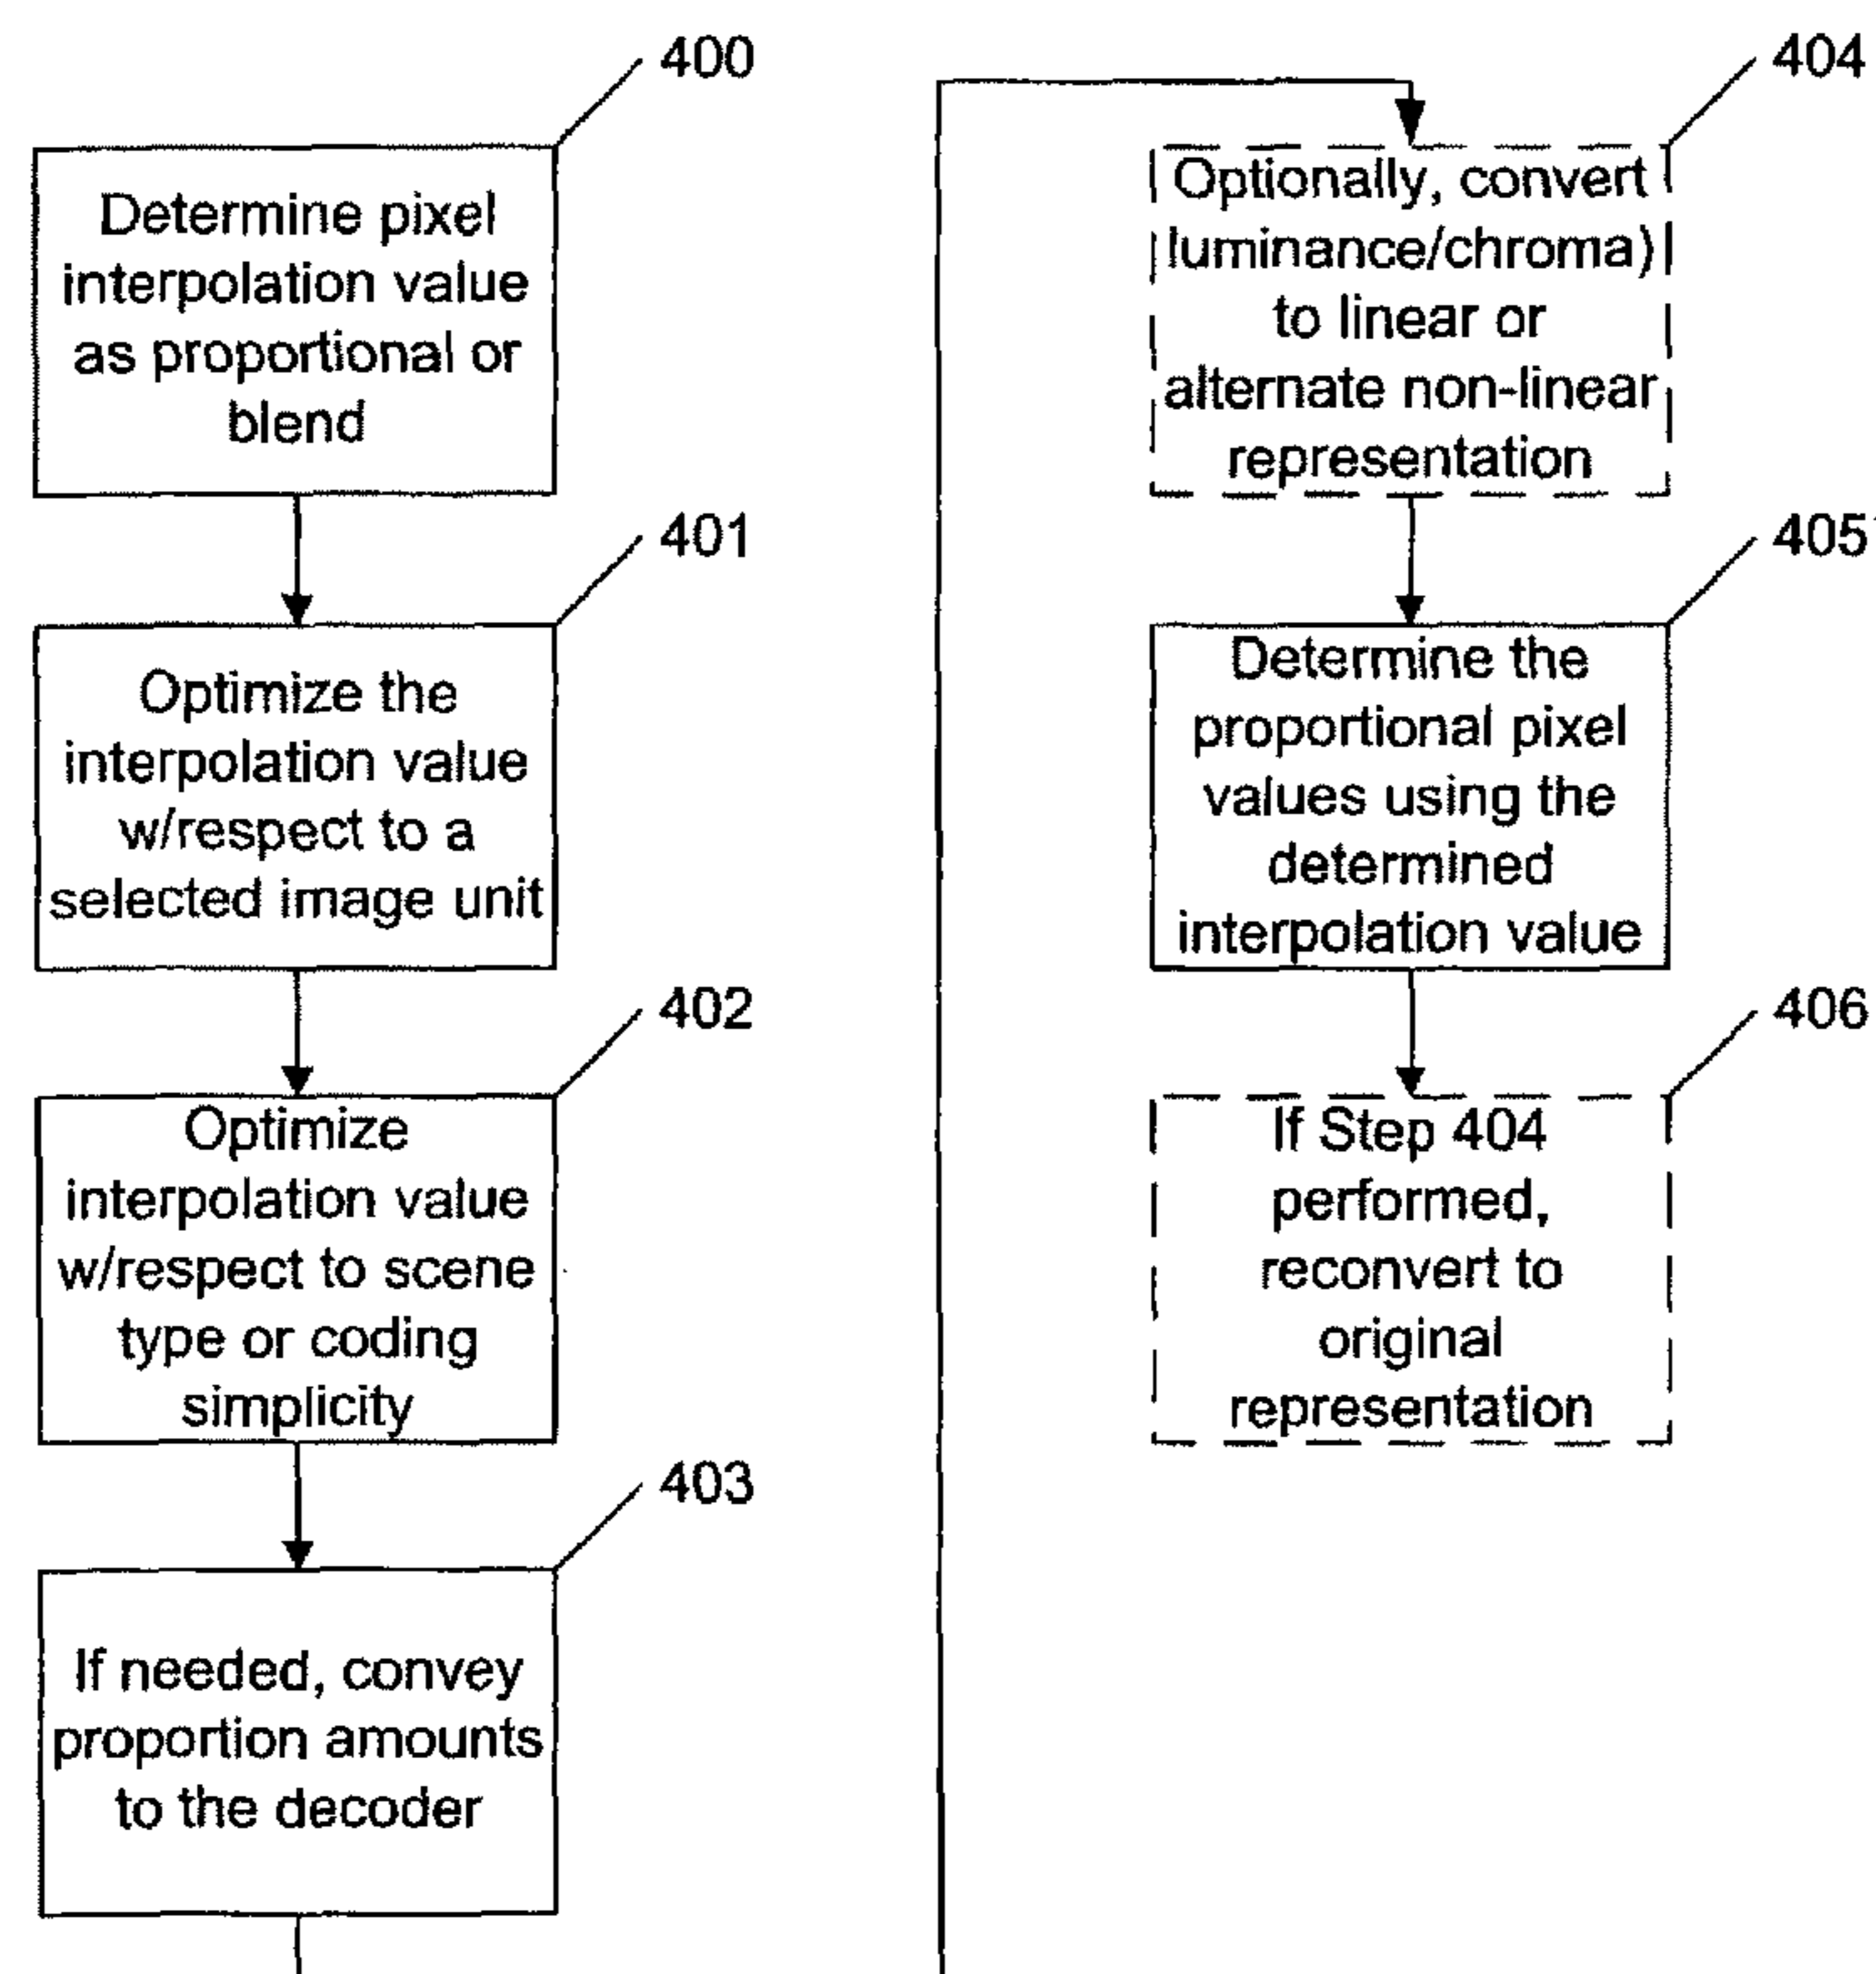 400
Determine pixel
interpolation value
as proportional or
blend
401
Optimize the
interpolation value
w/respect to a
selected image unit
402
Optimize
interpolation value
w/respect to scene
type or coding
simplicity
403
If needed, convey
proportion amounts
to the decoder
404
Optionally, convert
luminance/chroma)
to linear or
alternate non-linear
representation
405
Determine the
proportional pixel
values using the
determined
interpolation value
406
If Step 404
performed,
reconvert to
original
representation